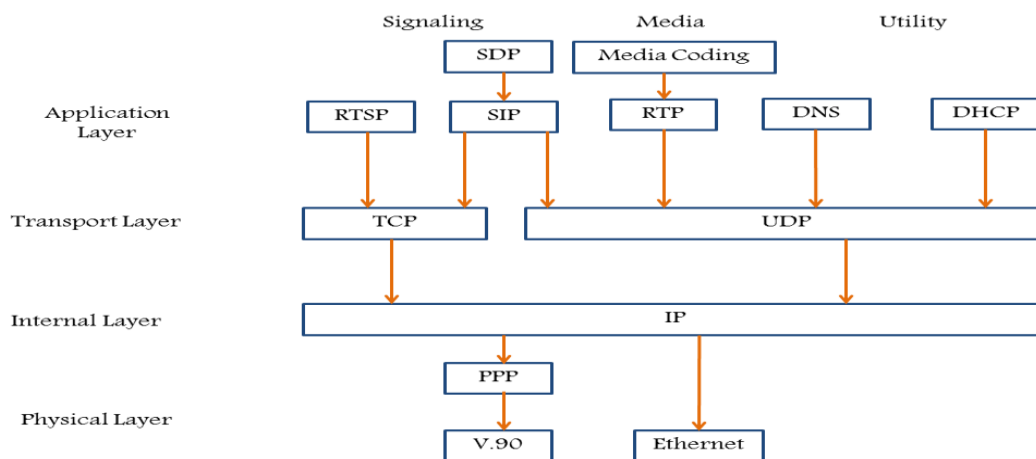 Signaling Media Utility
SDP Media Coding
Application
Layer
RTSP SIP RTP DNS DHCP
Transport Layer TCP UDP
Internal Layer IP
PPP
Physical Layer
V.90 Ethernet